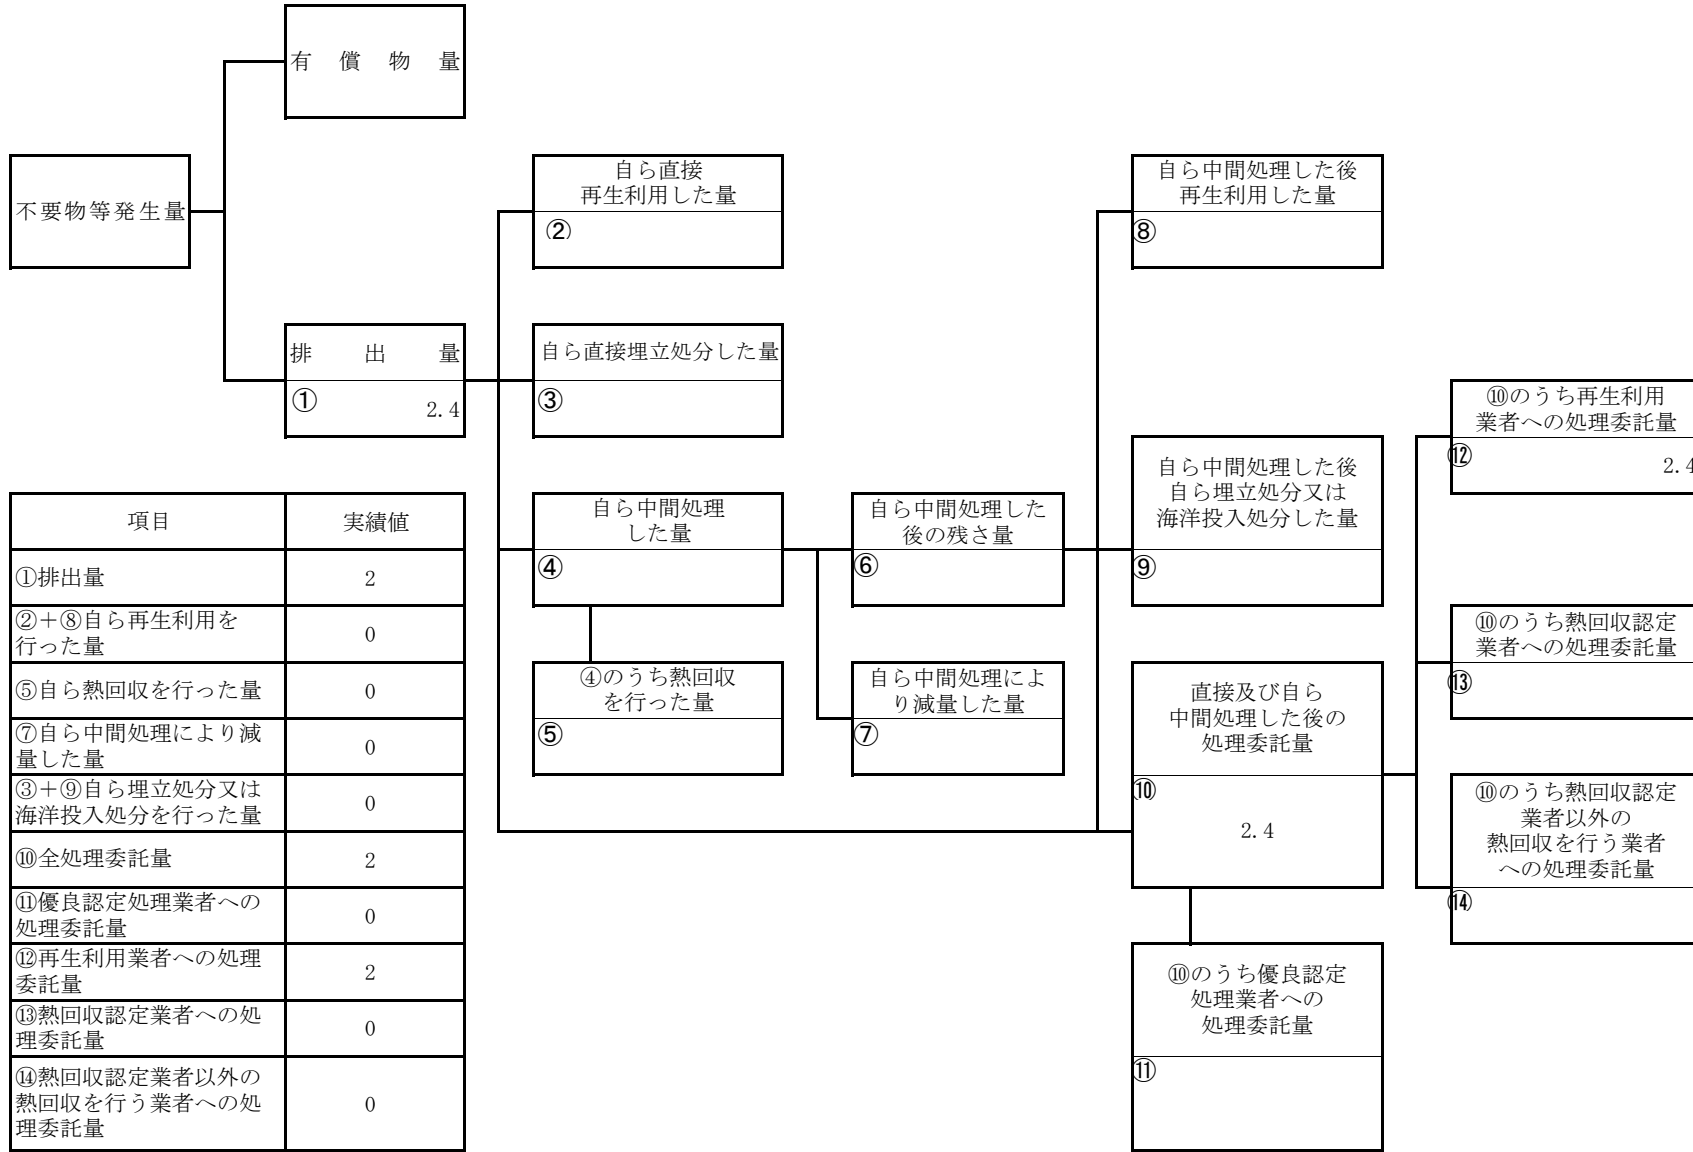 有償物量
不要物等発生量
自ら直接
再生利用した量
②
自ら中間処理した後
再生利用した量
⑧
排出量
①
2.4
自ら直接埋立処分した量
③
⑩のうち再生利用
業者への処理委託量
⑫
2.4
自ら中間処理
した量
④
自ら中間処理した
後の残さ量
⑥
自ら中間処理した後
自ら埋立処分又は
海洋投入処分した量
⑨
⑩のうち熱回収認定
業者への処理委託量
⑬
④のうち熱回収
を行った量
⑤
自ら中間処理によ
り減量した量
⑦
直接及び自ら
中間処理した後の
処理委託量
⑩
2.4
⑩のうち熱回収認定
業者以外の
熱回収を行う業者
への処理委託量
⑭
⑩のうち優良認定
処理業者への
処理委託量
⑪
項目 実績値
①排出量 2
②＋⑧自ら再生利用を
行った量 0
⑤自ら熱回収を行った量 0
⑦自ら中間処理により減
量した量 0
③＋⑨自ら埋立処分又は
海洋投入処分を行った量 0
⑩全処理委託量 2
⑪優良認定処理業者への
処理委託量 0
⑫再生利用業者への処理
委託量 2
⑬熱回収認定業者への処
理委託量 0
⑭熱回収認定業者以外の
熱回収を行う業者への処
理委託量 0